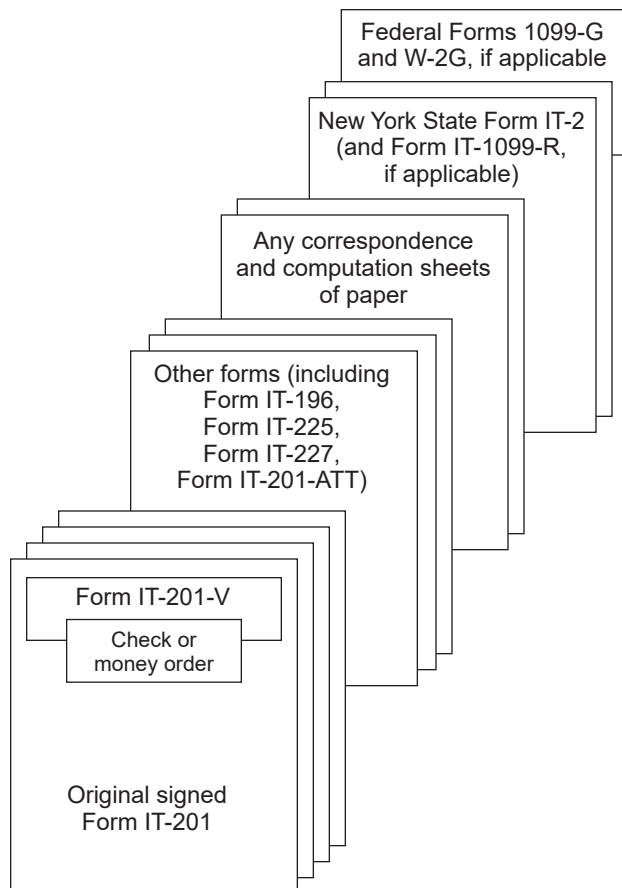 Federal Forms 1099-G
and W-2G, if applicable
New York State Form IT-2
(and Form IT-1099-R,
if applicable)
Any correspondence
and computation sheets
of paper
Other forms (including
Form IT-196,
Form IT-225,
Form IT-227,
Form IT-201-ATT)
Form IT-201-V
Check or
money order
Original signed
Form IT-201